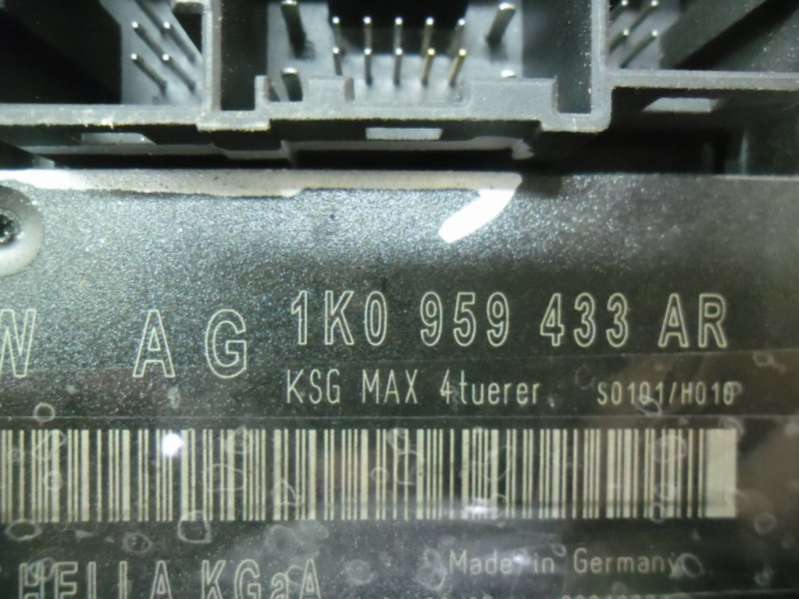 AG 1K0 959 433 AR
KSG MAX 4tuerer S0101/H016
HELLA KGaA Made in Germany